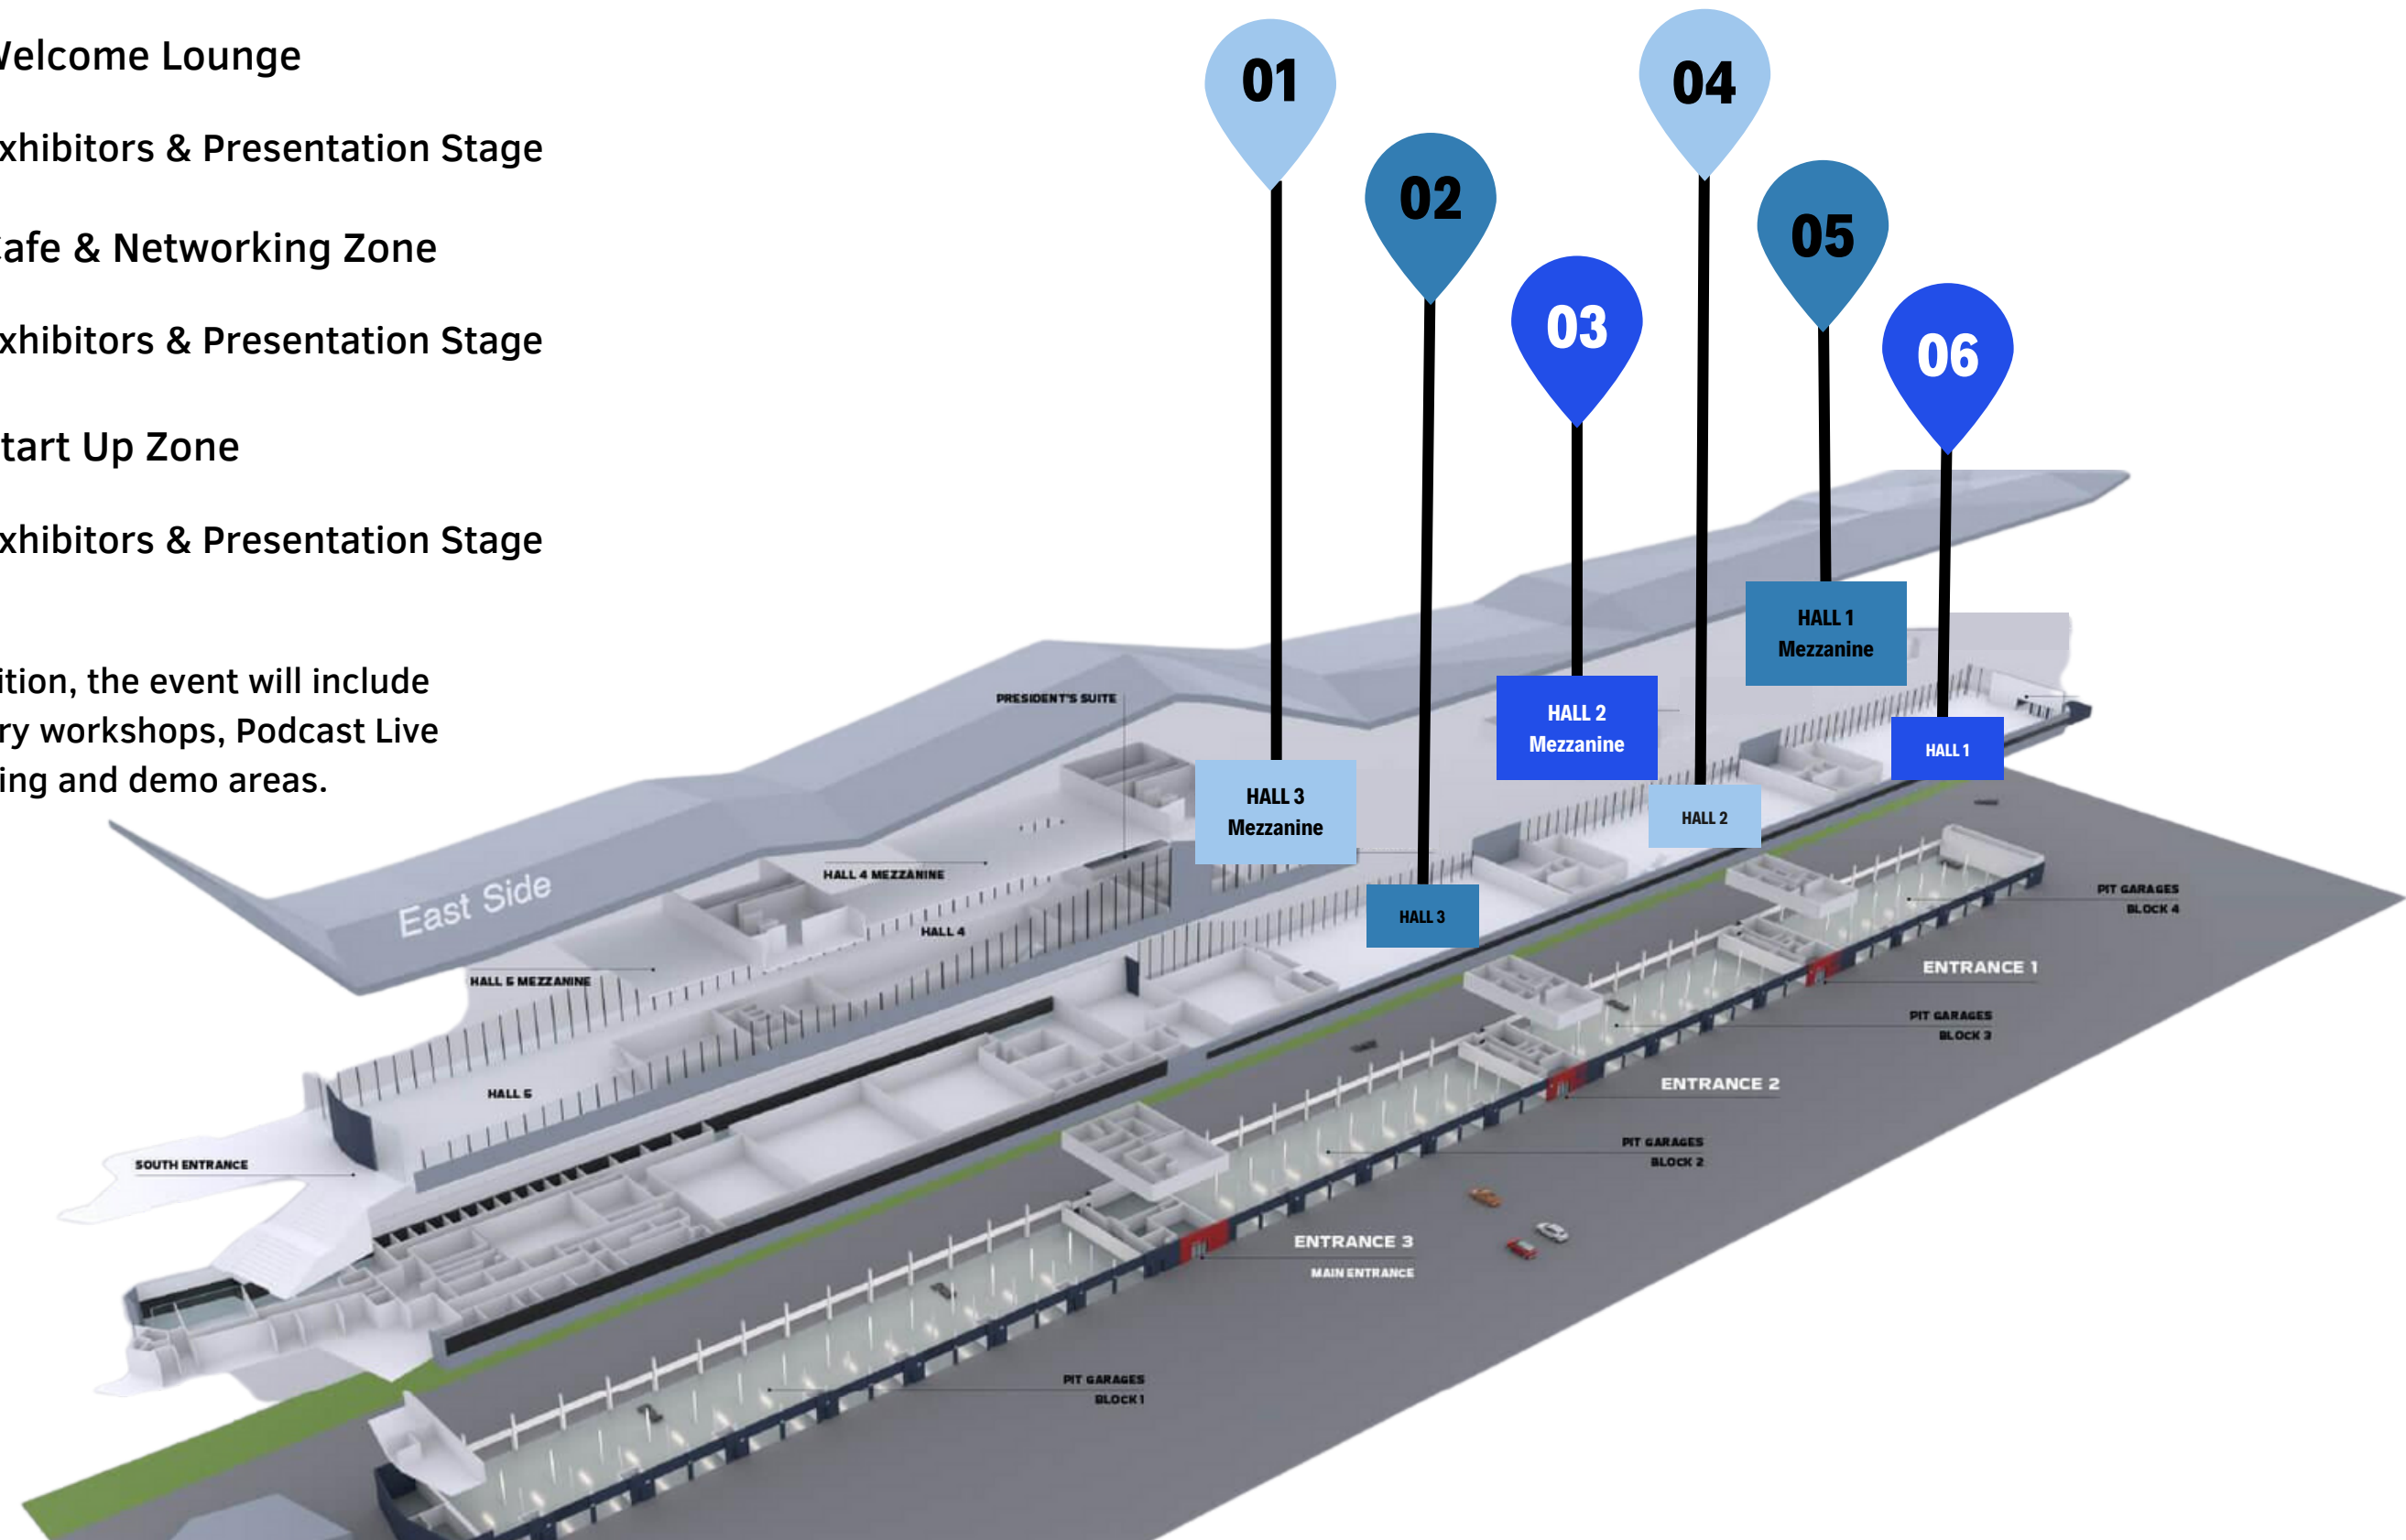 Welcome Lounge
xhibitors & Presentation Stage
Cafe & Networking Zone
xhibitors & Presentation Stage
tart Up Zone
xhibitors & Presentation Stage
ition, the event will include
ry workshops, Podcast Live
ing and demo areas.
01
04
02
05
03
06
HALL 1
Mezzanine
HALL 2
Mezzanine
HALL 1
HALL 3
Mezzanine
HALL 2
HALL 3
PRESIDENT'S SUITE
HALL 4 MEZZANINE
East Side
HALL 4
HALL 5 MEZZANINE
HALL 5
SOUTH ENTRANCE
PIT GARAGES
BLOCK 4
ENTRANCE 1
PIT GARAGES
BLOCK 3
ENTRANCE 2
PIT GARAGES
BLOCK 2
ENTRANCE 3
MAIN ENTRANCE
PIT GARAGES
BLOCK 1